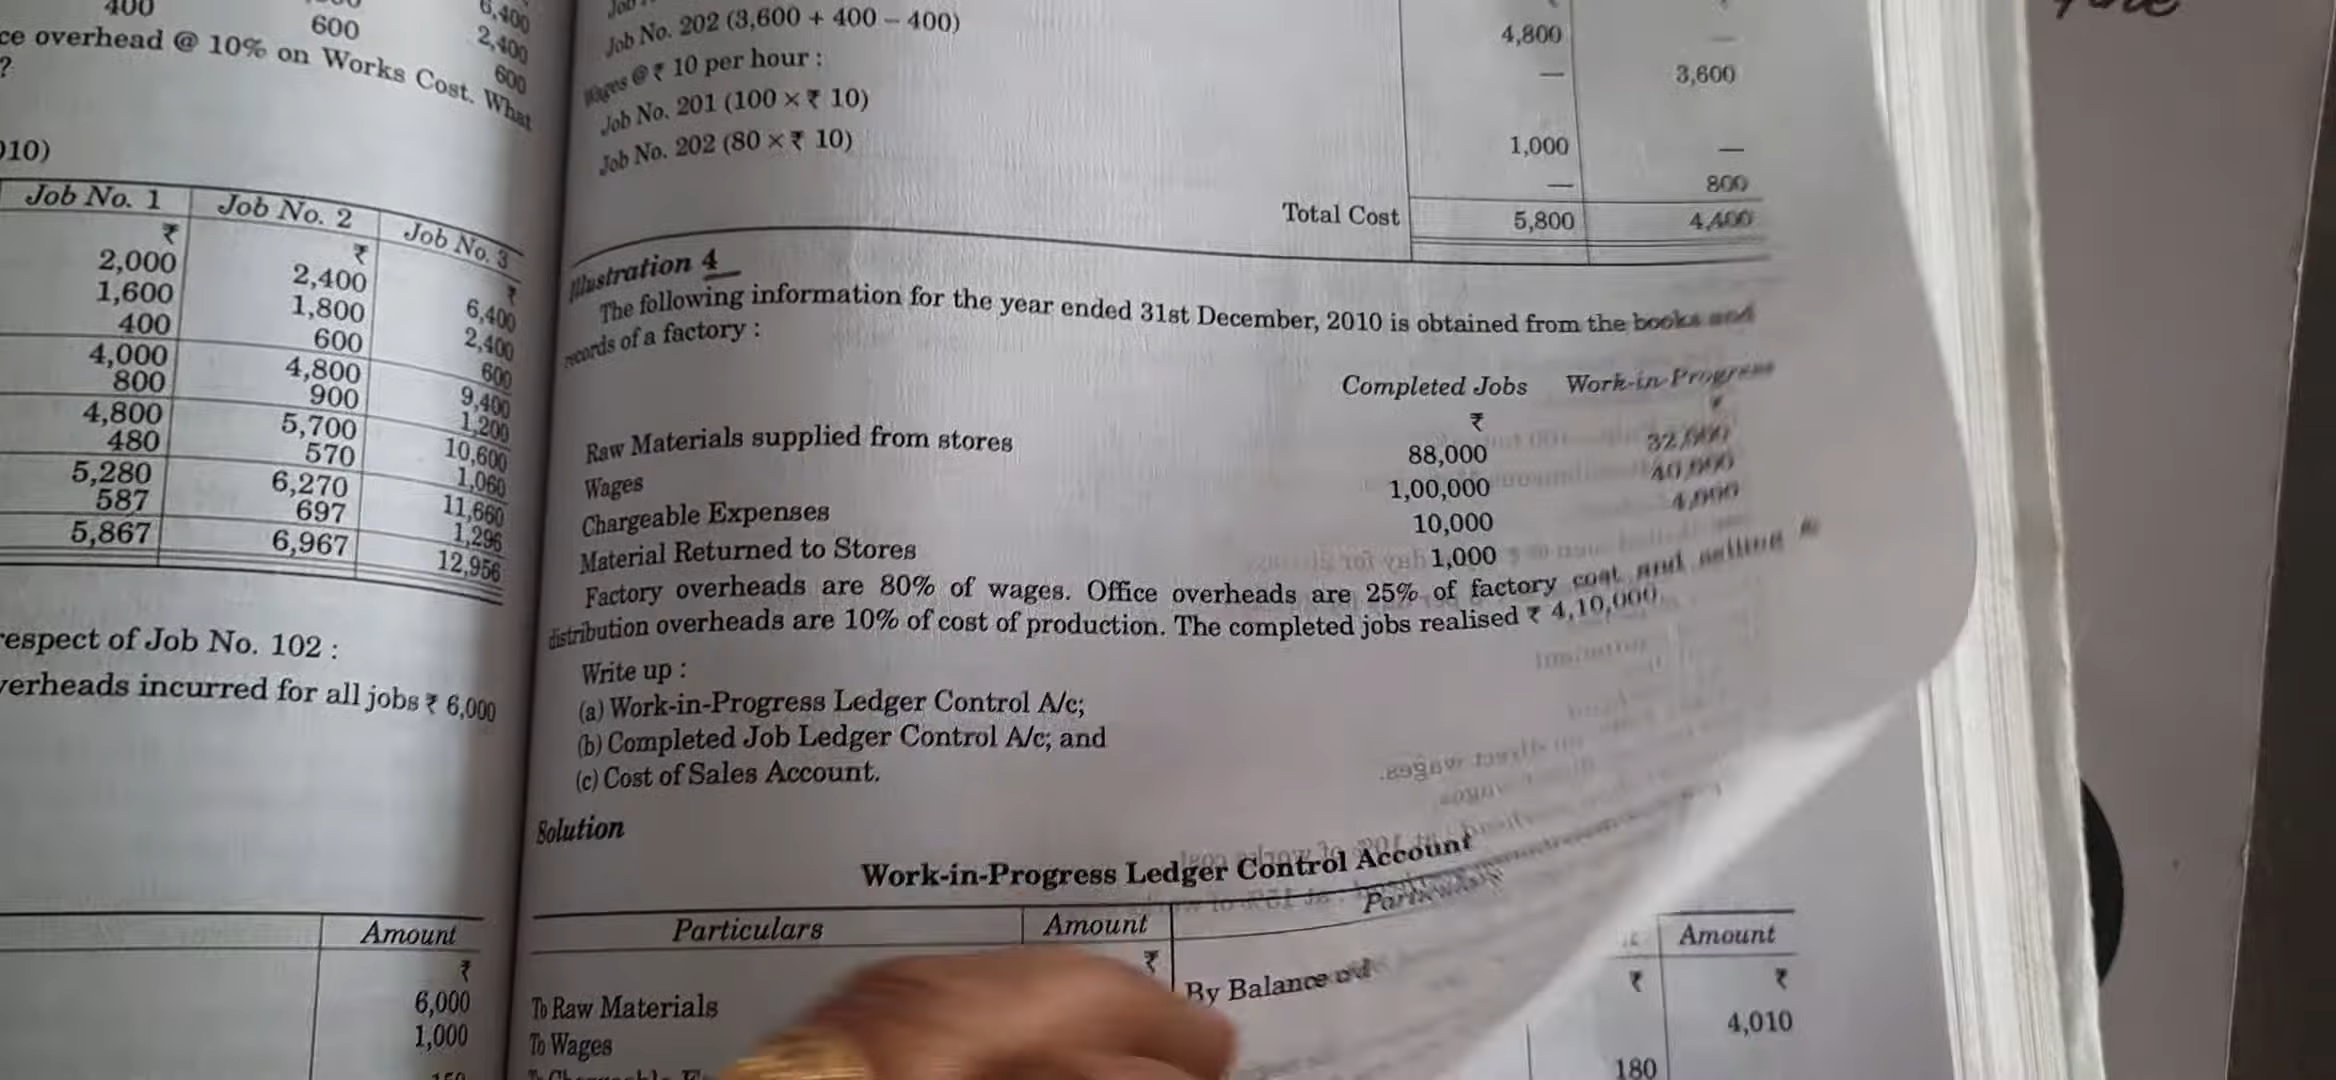 400
600
6,400
2,400
600
ce overhead @ 10% on Works Cost. What
?
010)
Job No. 1 Job No. 2 Job No. 3
₹ ₹ ₹
2,000 2,400 6,400
1,600 1,800 2,400
400 600 600
4,000 4,800 9,400
800 900 1,200
4,800 5,700 10,600
480 570 1,060
5,280 6,270 11,660
587 697 1,296
5,867 6,967 12,956
respect of Job No. 102 :
verheads incurred for all jobs ₹ 6,000
Amount
₹
6,000
1,000
150
4,800 —
Job No. 202 (3,600 + 400 – 400) — 3,600
Wages @ ₹ 10 per hour :
Job No. 201 (100 × ₹ 10) 1,000 —
Job No. 202 (80 × ₹ 10) — 800
Total Cost 5,800 4,400
Illustration 4
The following information for the year ended 31st December, 2010 is obtained from the books and
records of a factory :
Completed Jobs Work-in-Progress
₹ ₹
Raw Materials supplied from stores 88,000 32,000
Wages 1,00,000 40,000
Chargeable Expenses 10,000 4,000
Material Returned to Stores 1,000
Factory overheads are 80% of wages. Office overheads are 25% of factory cost and selling
distribution overheads are 10% of cost of production. The completed jobs realised ₹ 4,10,000.
Write up :
(a) Work-in-Progress Ledger Control A/c;
(b) Completed Job Ledger Control A/c; and
(c) Cost of Sales Account.
Solution
Work-in-Progress Ledger Control Account
Particulars Amount
₹
To Raw Materials By Balance
To Wages
Amount
₹ ₹
4,010
180